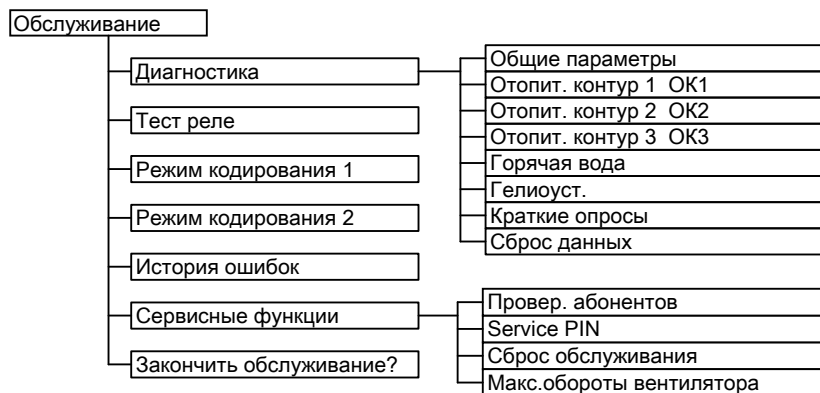 Обслуживание
Диагностика
Общие параметры
Отопит. контур 1 ОК1
Отопит. контур 2 ОК2
Отопит. контур 3 ОК3
Горячая вода
Гелиоуст.
Краткие опросы
Сброс данных
Тест реле
Режим кодирования 1
Режим кодирования 2
История ошибок
Сервисные функции
Провер. абонентов
Service PIN
Сброс обслуживания
Макс.обороты вентилятора
Закончить обслуживание?